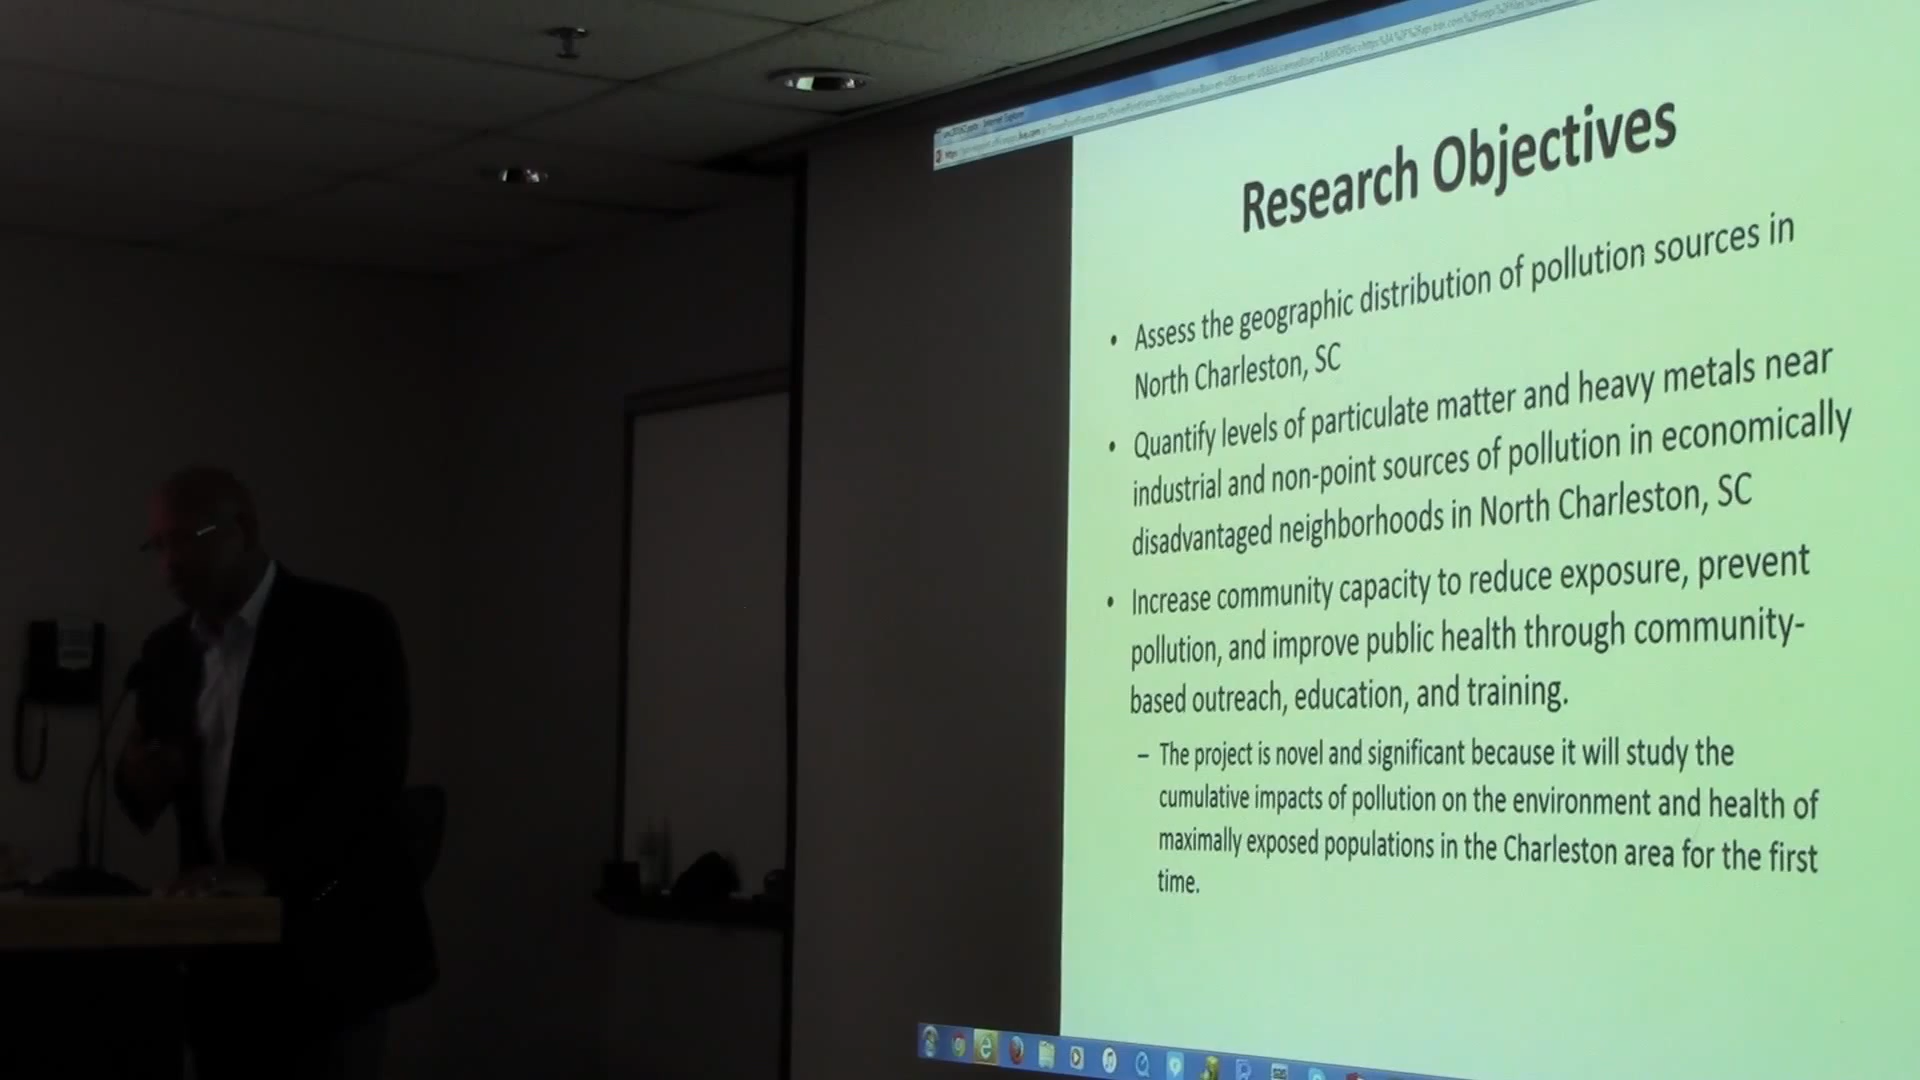 Internet Explorer
Research Objectives
• Assess the geographic distribution of pollution sources in
North Charleston, SC
• Quantify levels of particulate matter and heavy metals near
industrial and non-point sources of pollution in economically
disadvantaged neighborhoods in North Charleston, SC
• Increase community capacity to reduce exposure, prevent
pollution, and improve public health through community-
based outreach, education, and training.
– The project is novel and significant because it will study the
cumulative impacts of pollution on the environment and health of
maximally exposed populations in the Charleston area for the first
time.